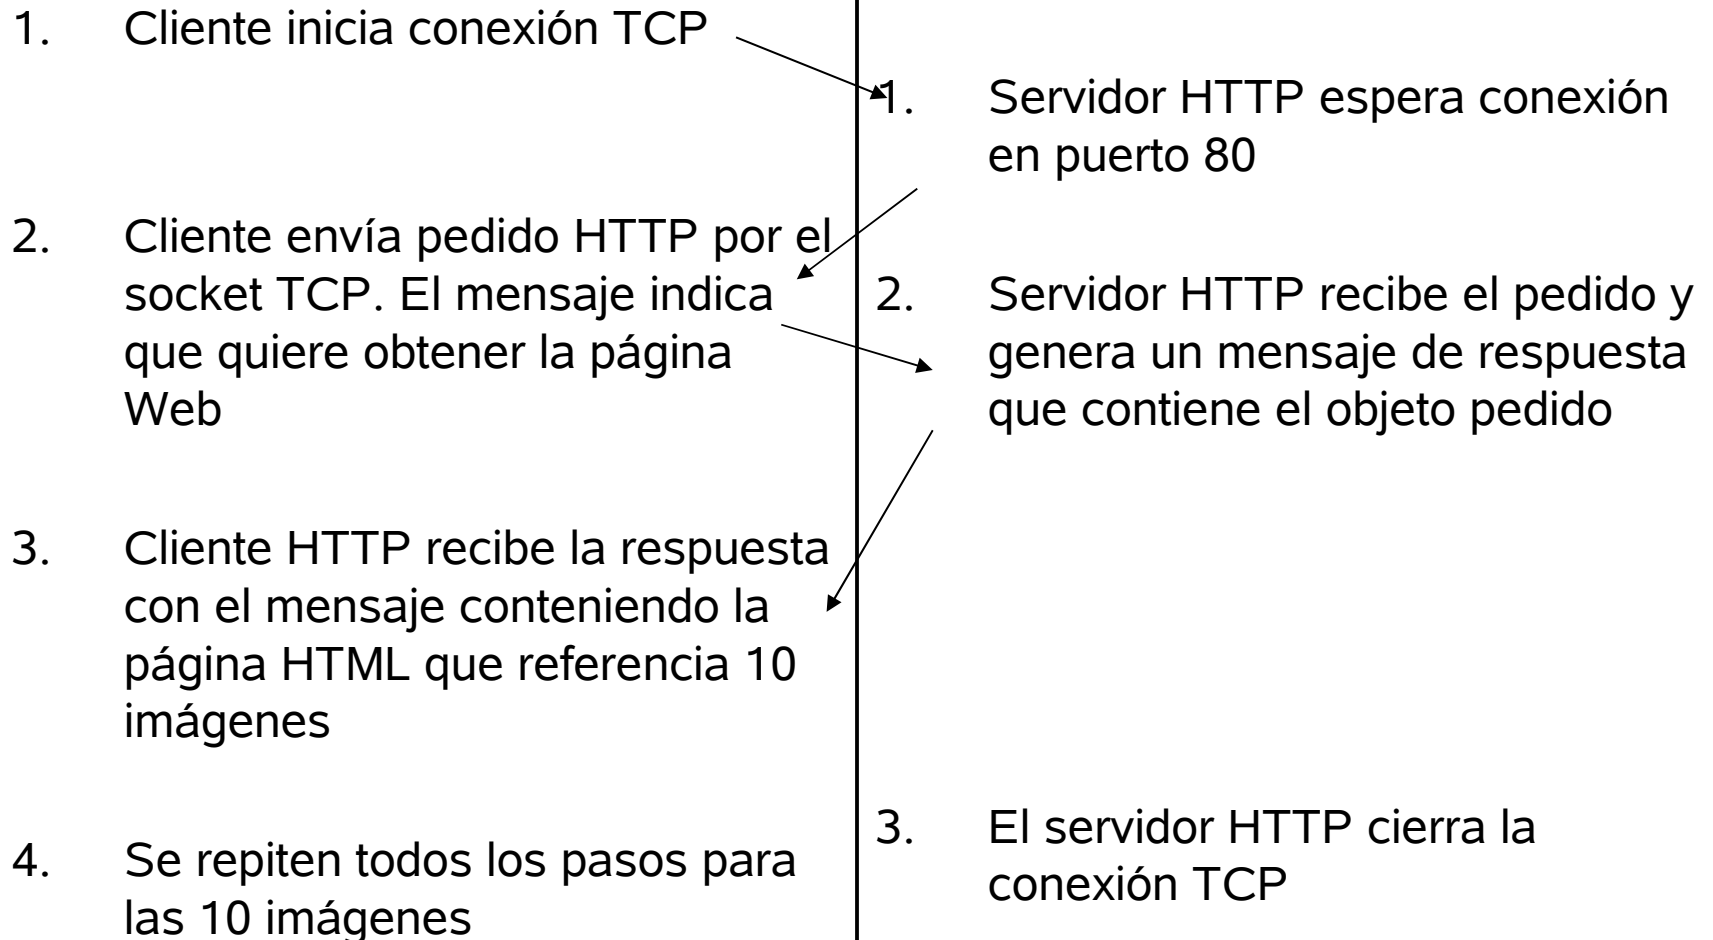 1. Cliente inicia conexión TCP
2. Cliente envía pedido HTTP por el
socket TCP. El mensaje indica
que quiere obtener la página
Web
3. Cliente HTTP recibe la respuesta
con el mensaje conteniendo la
página HTML que referencia 10
imágenes
4. Se repiten todos los pasos para
las 10 imágenes
1. Servidor HTTP espera conexión
en puerto 80
2. Servidor HTTP recibe el pedido y
genera un mensaje de respuesta
que contiene el objeto pedido
3. El servidor HTTP cierra la
conexión TCP